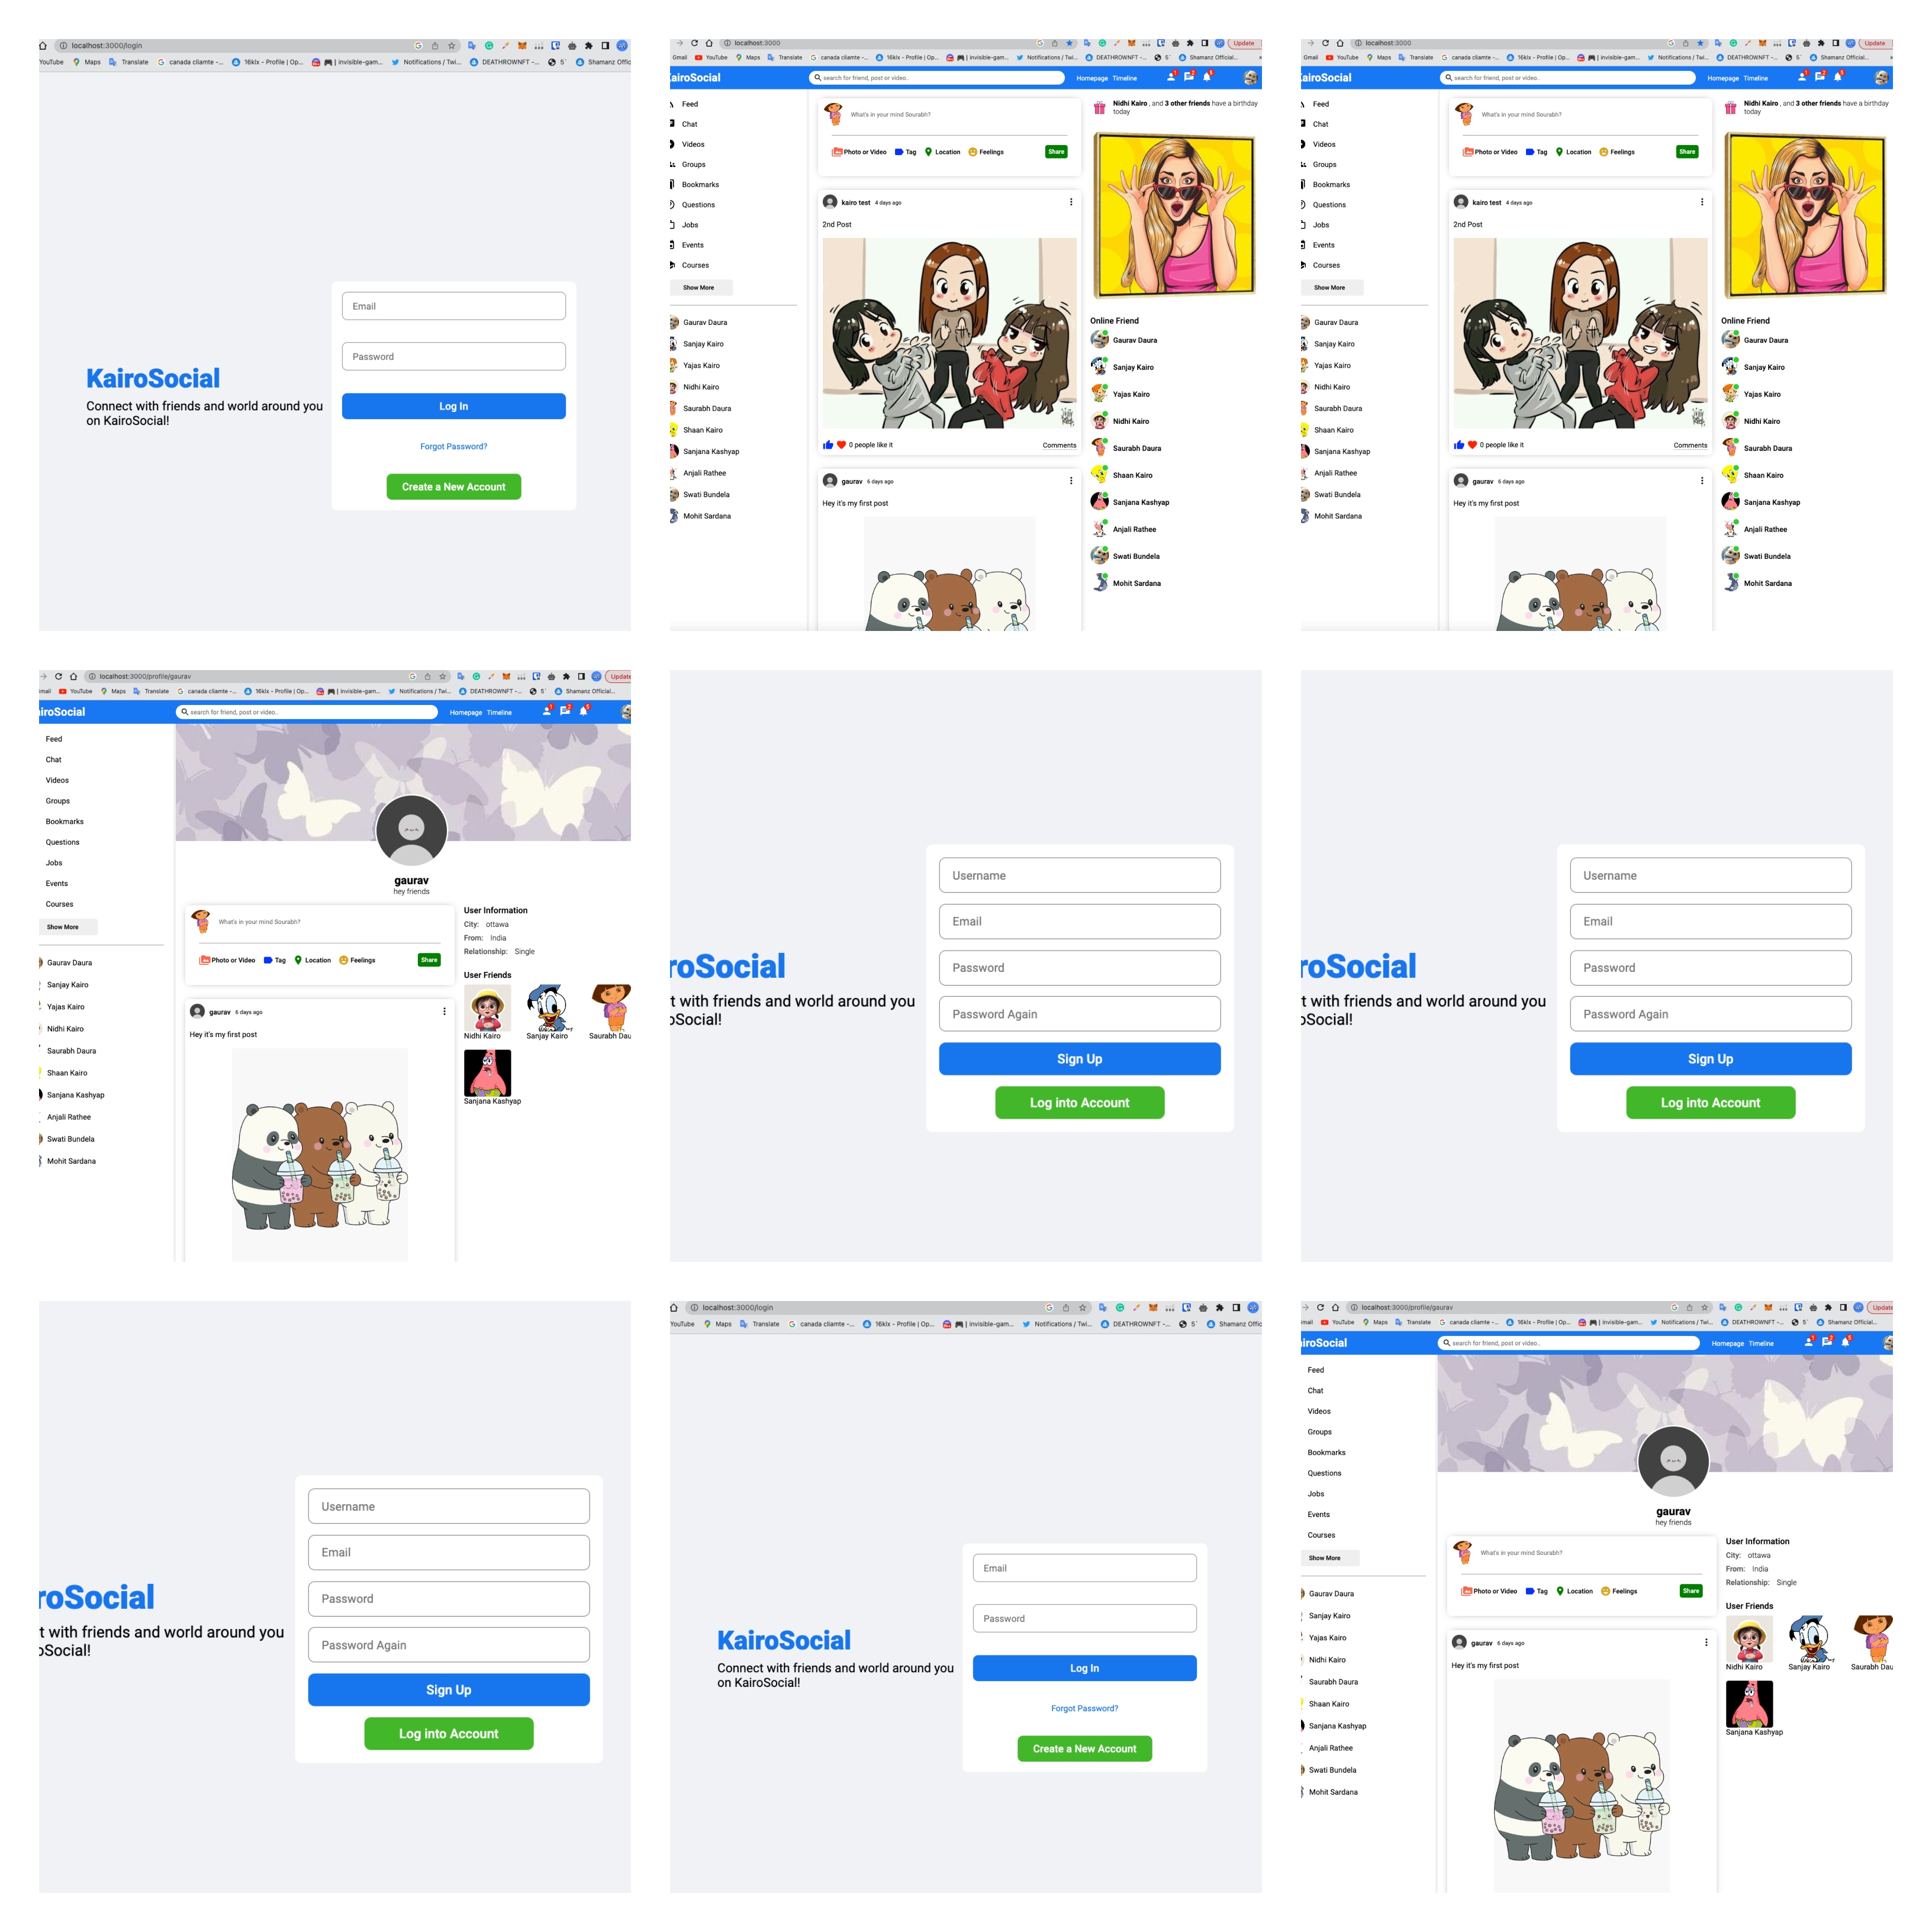 localhost:3000/login
YouTube Maps Translate canada cliamte -... 16klx - Profile | Op... | invisible-gam... Notifications / Twi... DEATHROWNFT -... 5` Shamanz Offic
Email
Password
KairoSocial
Connect with friends and world around you
on KairoSocial!
Log In
Forgot Password?
Create a New Account
localhost:3000 Update
Gmail YouTube Maps Translate canada cliamte -... 16klx - Profile | Op... | invisible-gam... Notifications / Twi... DEATHROWNFT -... 5` Shamanz Official...
KairoSocial search for friend, post or video.. Homepage Timeline 1 2 5
Feed
Chat
Videos
Groups
Bookmarks
Questions
Jobs
Events
Courses
Show More
Gaurav Daura
Sanjay Kairo
Yajas Kairo
Nidhi Kairo
Saurabh Daura
Shaan Kairo
Sanjana Kashyap
Anjali Rathee
Swati Bundela
Mohit Sardana
What's in your mind Sourabh?
Photo or Video Tag Location Feelings Share
kairo test 4 days ago
2nd Post
0 people like it Comments
gaurav 6 days ago
Hey it's my first post
Nidhi Kairo , and 3 other friends have a birthday
today
Online Friend
Gaurav Daura
Sanjay Kairo
Yajas Kairo
Nidhi Kairo
Saurabh Daura
Shaan Kairo
Sanjana Kashyap
Anjali Rathee
Swati Bundela
Mohit Sardana
localhost:3000 Update
Gmail YouTube Maps Translate canada cliamte -... 16klx - Profile | Op... | invisible-gam... Notifications / Twi... DEATHROWNFT -... 5` Shamanz Official...
airoSocial search for friend, post or video.. Homepage Timeline 1 2 5
Feed
Chat
Videos
Groups
Bookmarks
Questions
Jobs
Events
Courses
Show More
Gaurav Daura
Sanjay Kairo
Yajas Kairo
Nidhi Kairo
Saurabh Daura
Shaan Kairo
Sanjana Kashyap
Anjali Rathee
Swati Bundela
Mohit Sardana
What's in your mind Sourabh?
Photo or Video Tag Location Feelings Share
kairo test 4 days ago
2nd Post
0 people like it Comments
gaurav 6 days ago
Hey it's my first post
Nidhi Kairo , and 3 other friends have a birthday
today
Online Friend
Gaurav Daura
Sanjay Kairo
Yajas Kairo
Nidhi Kairo
Saurabh Daura
Shaan Kairo
Sanjana Kashyap
Anjali Rathee
Swati Bundela
Mohit Sardana
localhost:3000/profile/gaurav Update
mail YouTube Maps Translate canada cliamte -... 16klx - Profile | Op... | invisible-gam... Notifications / Twi... DEATHROWNFT -... 5` Shamanz Official...
iroSocial search for friend, post or video.. Homepage Timeline 1 2 5
Feed
Chat
Videos
Groups
Bookmarks
Questions
Jobs
Events
Courses
Show More
Gaurav Daura
Sanjay Kairo
Yajas Kairo
Nidhi Kairo
Saurabh Daura
Shaan Kairo
Sanjana Kashyap
Anjali Rathee
Swati Bundela
Mohit Sardana
gaurav
hey friends
What's in your mind Sourabh?
Photo or Video Tag Location Feelings Share
gaurav 6 days ago
Hey it's my first post
User Information
City: ottawa
From: India
Relationship: Single
User Friends
Nidhi Kairo Sanjay Kairo Saurabh Dau
Sanjana Kashyap
roSocial
t with friends and world around you
oSocial!
Username
Email
Password
Password Again
Sign Up
Log into Account
roSocial
t with friends and world around you
oSocial!
Username
Email
Password
Password Again
Sign Up
Log into Account
roSocial
t with friends and world around you
oSocial!
Username
Email
Password
Password Again
Sign Up
Log into Account
localhost:3000/login
YouTube Maps Translate canada cliamte -... 16klx - Profile | Op... | invisible-gam... Notifications / Twi... DEATHROWNFT -... 5` Shamanz Offic
Email
Password
KairoSocial
Connect with friends and world around you
on KairoSocial!
Log In
Forgot Password?
Create a New Account
localhost:3000/profile/gaurav Update
mail YouTube Maps Translate canada cliamte -... 16klx - Profile | Op... | invisible-gam... Notifications / Twi... DEATHROWNFT -... 5` Shamanz Official...
iroSocial search for friend, post or video.. Homepage Timeline 1 2 5
Feed
Chat
Videos
Groups
Bookmarks
Questions
Jobs
Events
Courses
Show More
Gaurav Daura
Sanjay Kairo
Yajas Kairo
Nidhi Kairo
Saurabh Daura
Shaan Kairo
Sanjana Kashyap
Anjali Rathee
Swati Bundela
Mohit Sardana
gaurav
hey friends
What's in your mind Sourabh?
Photo or Video Tag Location Feelings Share
gaurav 6 days ago
Hey it's my first post
User Information
City: ottawa
From: India
Relationship: Single
User Friends
Nidhi Kairo Sanjay Kairo Saurabh Dau
Sanjana Kashyap